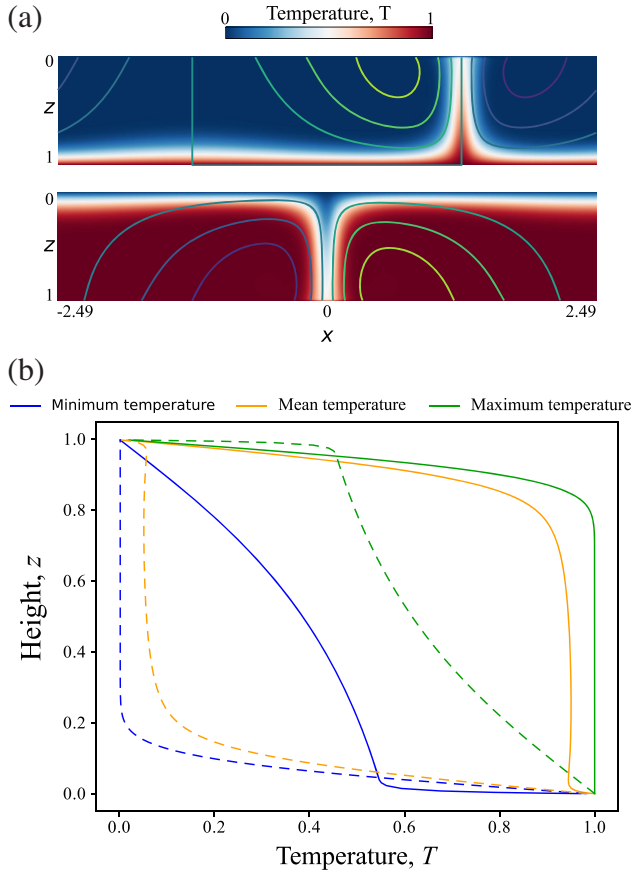 (a)
Temperature, T
0 1
0
z
1
0
z
1
-2.49 0 2.49
x
(b)
Minimum temperature Mean temperature Maximum temperature
1.0
0.8
0.6
0.4
0.2
0.0
Height, z
0.0 0.2 0.4 0.6 0.8 1.0
Temperature, T